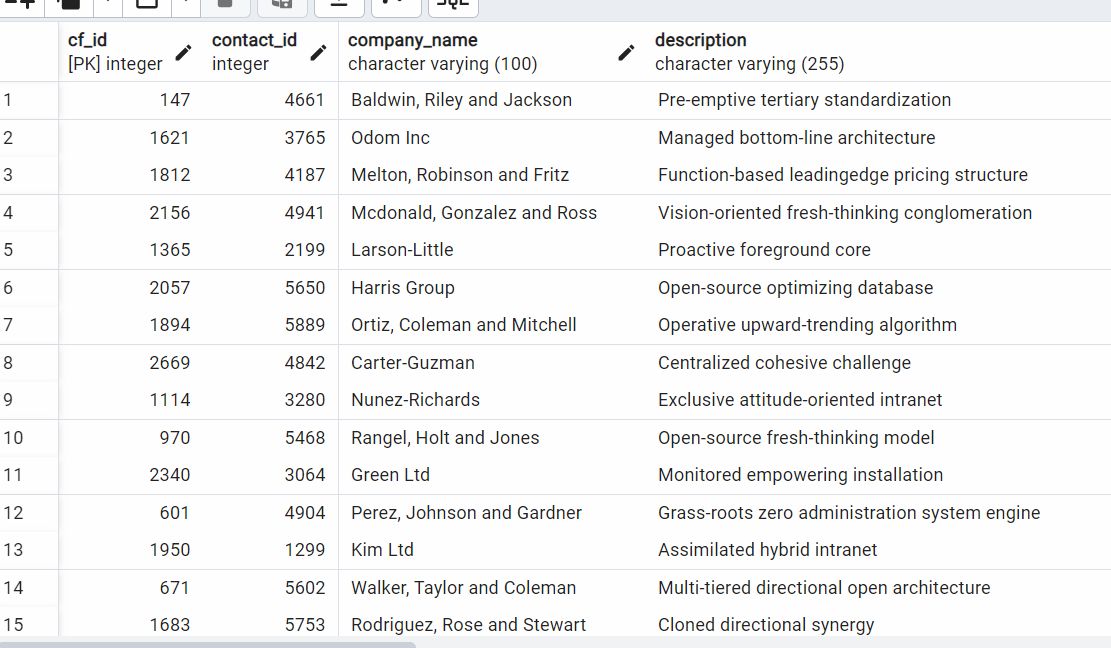 cf_id contact_id company_name description
[PK] integer integer character varying (100) character varying (255)
1 147 4661 Baldwin, Riley and Jackson Pre-emptive tertiary standardization
2 1621 3765 Odom Inc Managed bottom-line architecture
3 1812 4187 Melton, Robinson and Fritz Function-based leadingedge pricing structure
4 2156 4941 Mcdonald, Gonzalez and Ross Vision-oriented fresh-thinking conglomeration
5 1365 2199 Larson-Little Proactive foreground core
6 2057 5650 Harris Group Open-source optimizing database
7 1894 5889 Ortiz, Coleman and Mitchell Operative upward-trending algorithm
8 2669 4842 Carter-Guzman Centralized cohesive challenge
9 1114 3280 Nunez-Richards Exclusive attitude-oriented intranet
10 970 5468 Rangel, Holt and Jones Open-source fresh-thinking model
11 2340 3064 Green Ltd Monitored empowering installation
12 601 4904 Perez, Johnson and Gardner Grass-roots zero administration system engine
13 1950 1299 Kim Ltd Assimilated hybrid intranet
14 671 5602 Walker, Taylor and Coleman Multi-tiered directional open architecture
15 1683 5753 Rodriguez, Rose and Stewart Cloned directional synergy